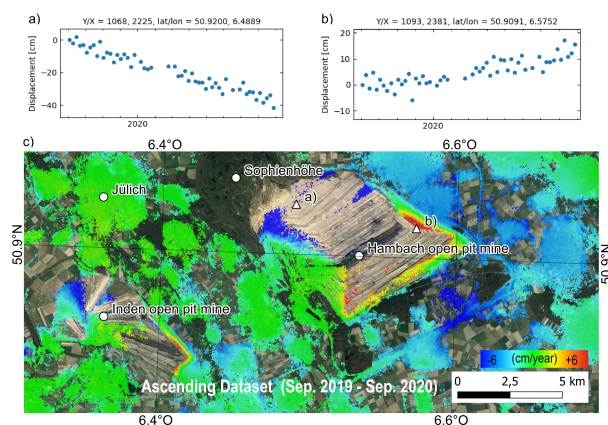 a)
Y/X = 1068, 2225, lat/lon = 50.9200, 6.4889
Displacement [cm]
0
−20
−40
2020
b)
Y/X = 1093, 2381, lat/lon = 50.9091, 6.5752
Displacement [cm]
20
10
0
−10
2020
c)
6.4°O
6.6°O
Sophienhöhe
Jülich
a)
b)
50.9°N
Hambach open pit mine
50.9°N
Inden open pit mine
-6 (cm/year) +6
Ascending Dataset (Sep. 2019 - Sep. 2020)
0 2,5 5 km
6.4°O
6.6°O